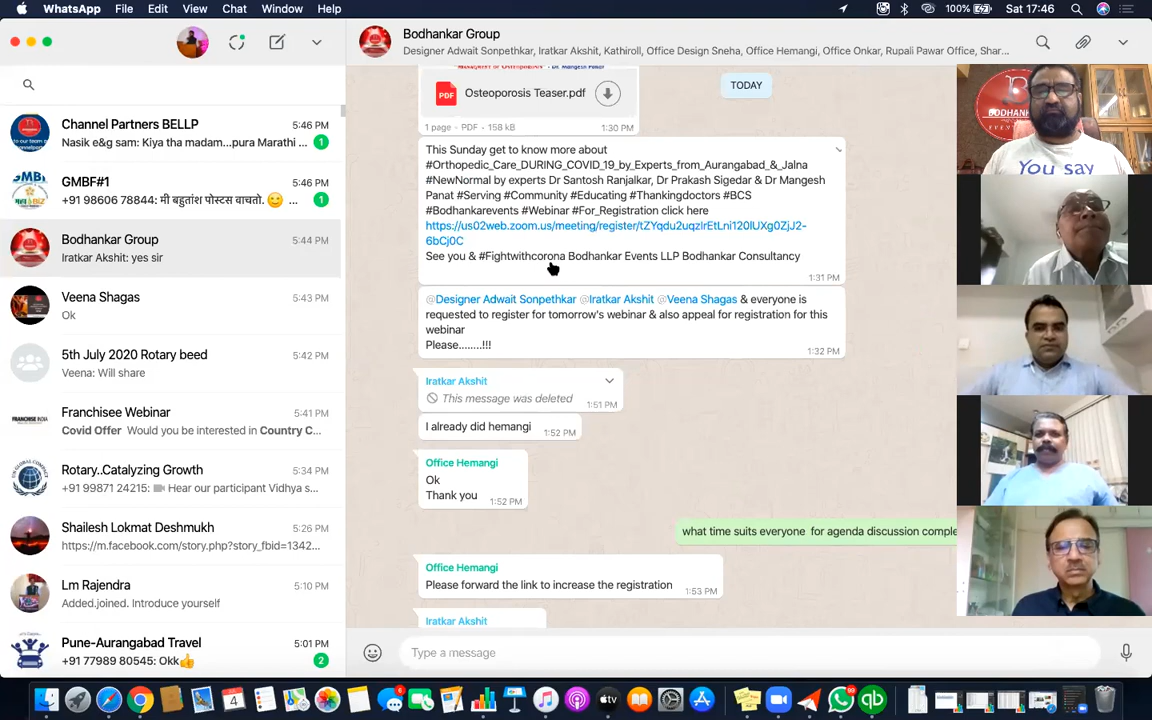 WhatsApp File Edit View Chat Window Help
100% Sat 17:46
Channel Partners BELLP 5:46 PM
Nasik e&g sam: Kiya tha madam...pura Marathi ... 1
GMBF#1 5:46 PM
+91 98606 78844: मी बहुतांश पोस्टस वाचतो. 😊 ... 1
Bodhankar Group 5:44 PM
Iratkar Akshit: yes sir
Veena Shagas 5:43 PM
Ok
5th July 2020 Rotary beed 5:42 PM
Veena: Will share
Franchisee Webinar 5:41 PM
Covid Offer Would you be interested in Country C...
Rotary..Catalyzing Growth 5:34 PM
+91 99871 24215: Hear our participant Vidhya s...
Shailesh Lokmat Deshmukh 5:26 PM
https://m.facebook.com/story.php?story_fbid=1342...
Lm Rajendra 5:10 PM
Added.joined. Introduce yourself
Pune-Aurangabad Travel 5:01 PM
+91 77989 80545: Okk👍 2
Bodhankar Group
Designer Adwait Sonpethkar, Iratkar Akshit, Kathiroll, Office Design Sneha, Office Hemangi, Office Onkar, Rupali Pawar Office, Shar...
TODAY
PDF Osteoporosis Teaser.pdf
1 page • PDF • 158 kB 1:30 PM
This Sunday get to know more about
#Orthopedic_Care_DURING_COVID_19_by_Experts_from_Aurangabad_&_Jalna
#NewNormal by experts Dr Santosh Ranjalkar, Dr Prakash Sigedar & Dr Mangesh
Panat #Serving #Community #Educating #Thankingdoctors #BCS
#Bodhankarevents #Webinar #For_Registration click here
https://us02web.zoom.us/meeting/register/tZYqdu2uqzIrEtLni120lUXg0ZjJ2-
6bCj0C
See you & #Fightwithcorona Bodhankar Events LLP Bodhankar Consultancy
1:31 PM
@Designer Adwait Sonpethkar @Iratkar Akshit @Veena Shagas & everyone is
requested to register for tomorrow's webinar & also appeal for registration for this
webinar
Please........!!!
1:32 PM
Iratkar Akshit
This message was deleted 1:51 PM
I already did hemangi 1:52 PM
Office Hemangi
Ok
Thank you 1:52 PM
what time suits everyone for agenda discussion comple
Office Hemangi
Please forward the link to increase the registration 1:53 PM
Iratkar Akshit
Type a message
You say